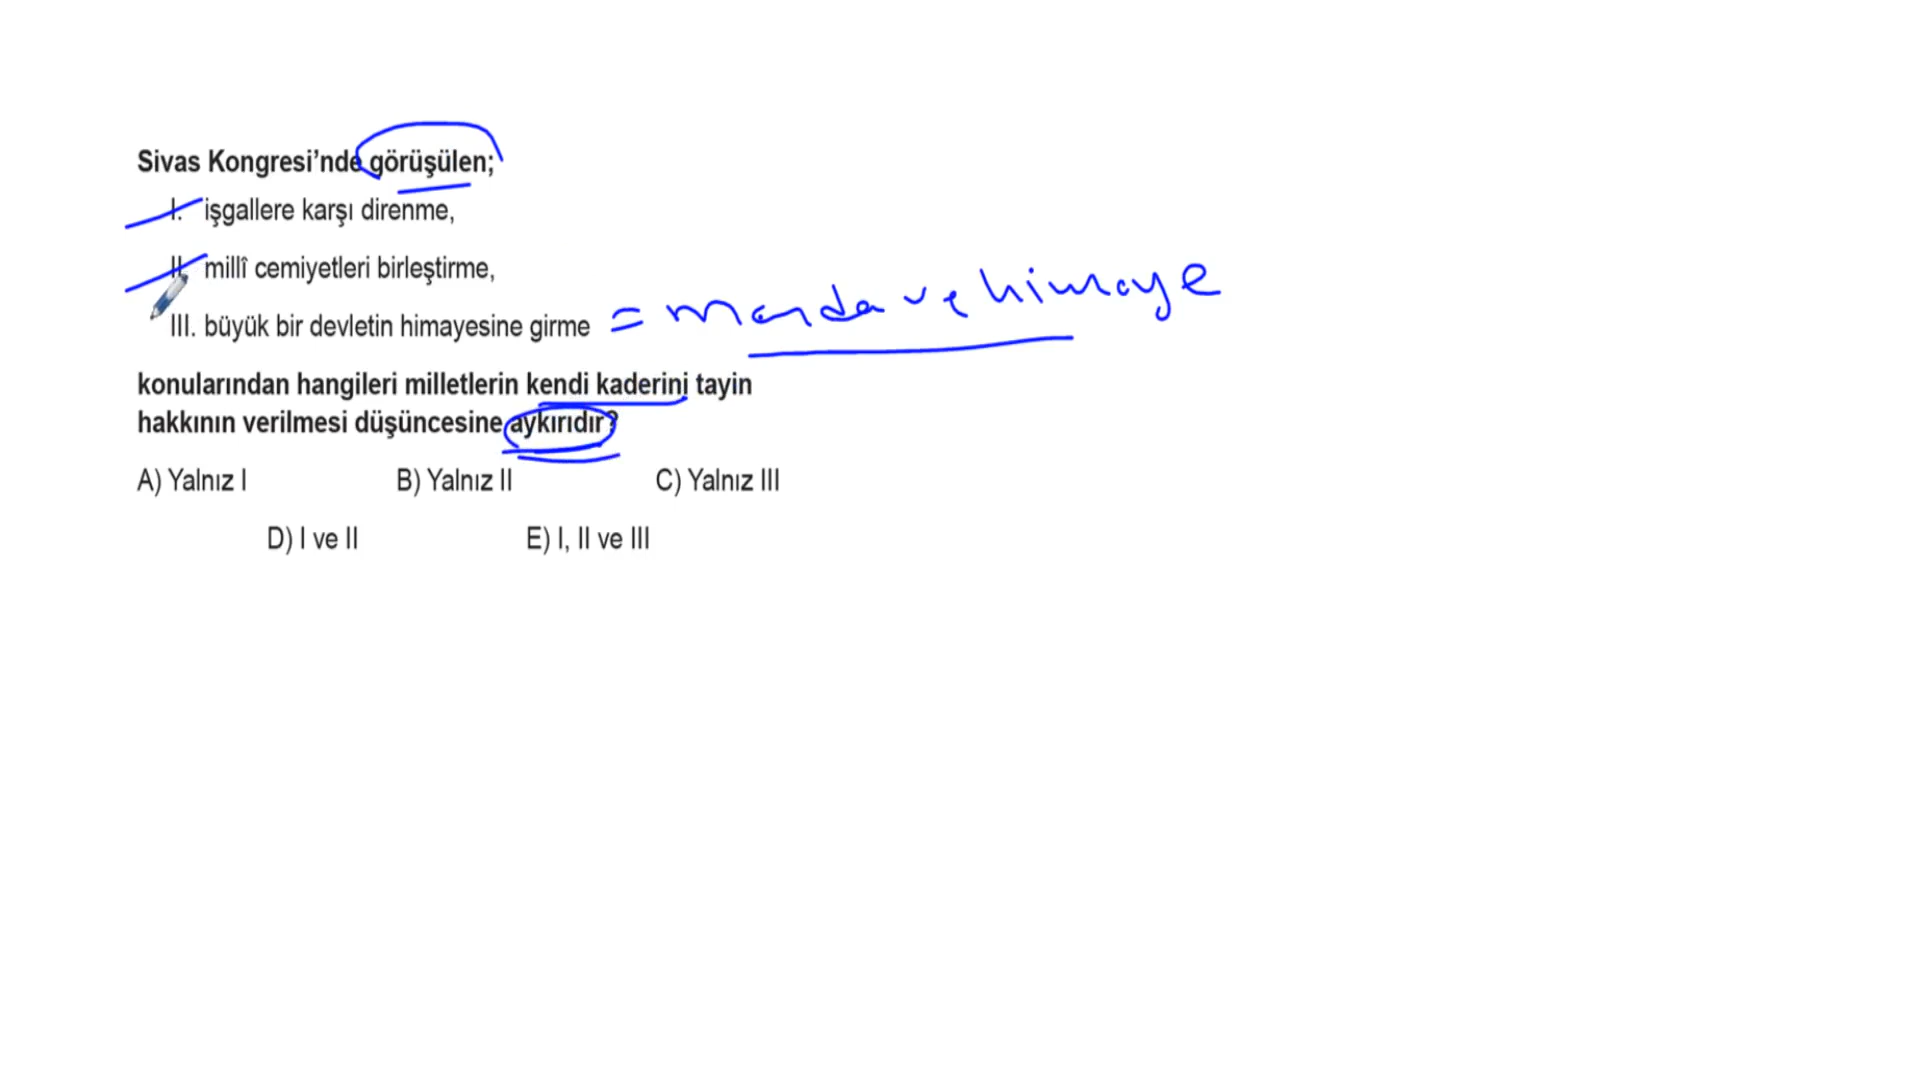 Sivas Kongresi’nde görüşülen;
I. işgallere karşı direnme,
II. millî cemiyetleri birleştirme,
III. büyük bir devletin himayesine girme = manda ve himaye
konularından hangileri milletlerin kendi kaderini tayin
hakkının verilmesi düşüncesine aykırıdır?
A) Yalnız I B) Yalnız II C) Yalnız III
D) I ve II E) I, II ve III